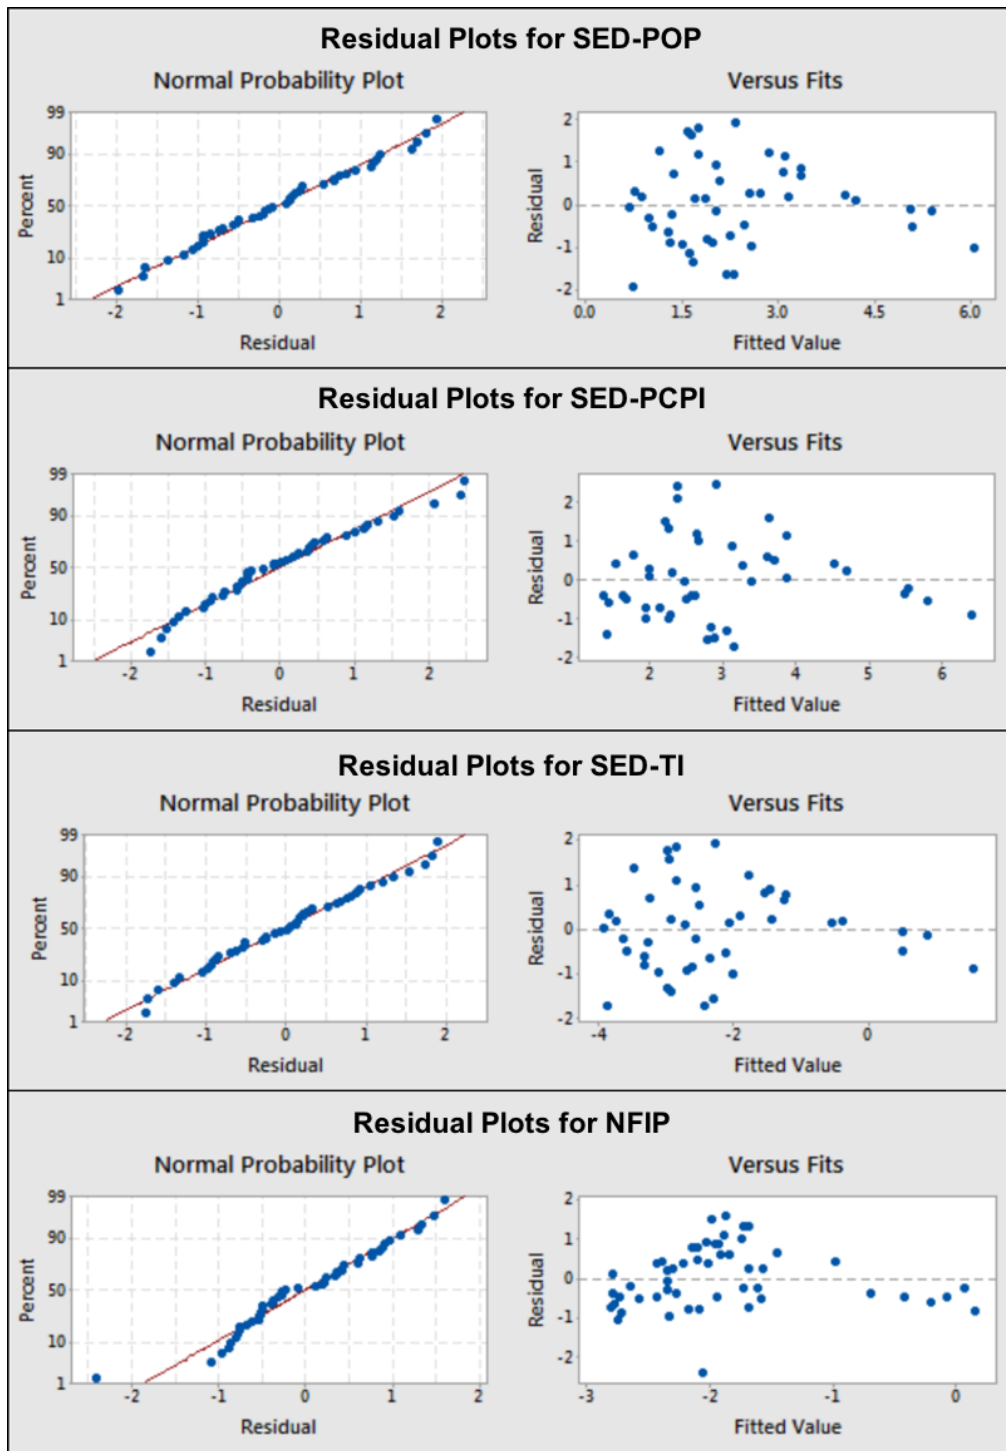 Residual Plots for SED-POP
Normal Probability Plot
Versus Fits
99
90
50
10
1
Percent
-2
-1
0
1
2
Residual
2
1
0
-1
-2
Residual
0.0
1.5
3.0
4.5
6.0
Fitted Value
Residual Plots for SED-PCPI
Normal Probability Plot
Versus Fits
99
90
50
10
1
Percent
-2
-1
0
1
2
Residual
2
1
0
-1
-2
Residual
2
3
4
5
6
Fitted Value
Residual Plots for SED-TI
Normal Probability Plot
Versus Fits
99
90
50
10
1
Percent
-2
-1
0
1
2
Residual
2
1
0
-1
-2
Residual
-4
-2
0
Fitted Value
Residual Plots for NFIP
Normal Probability Plot
Versus Fits
99
90
50
10
1
Percent
-2
-1
0
1
2
Residual
2
1
0
-1
-2
Residual
-3
-2
-1
0
Fitted Value